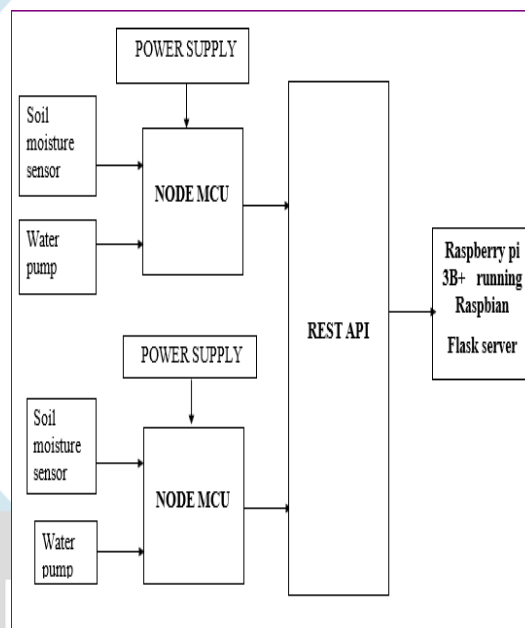 POWER SUPPLY
Soil
moisture
sensor
NODE MCU
Water
pump
REST API
Raspberry pi
3B+ running
Raspbian
Flask server
POWER SUPPLY
Soil
moisture
sensor
NODE MCU
Water
pump